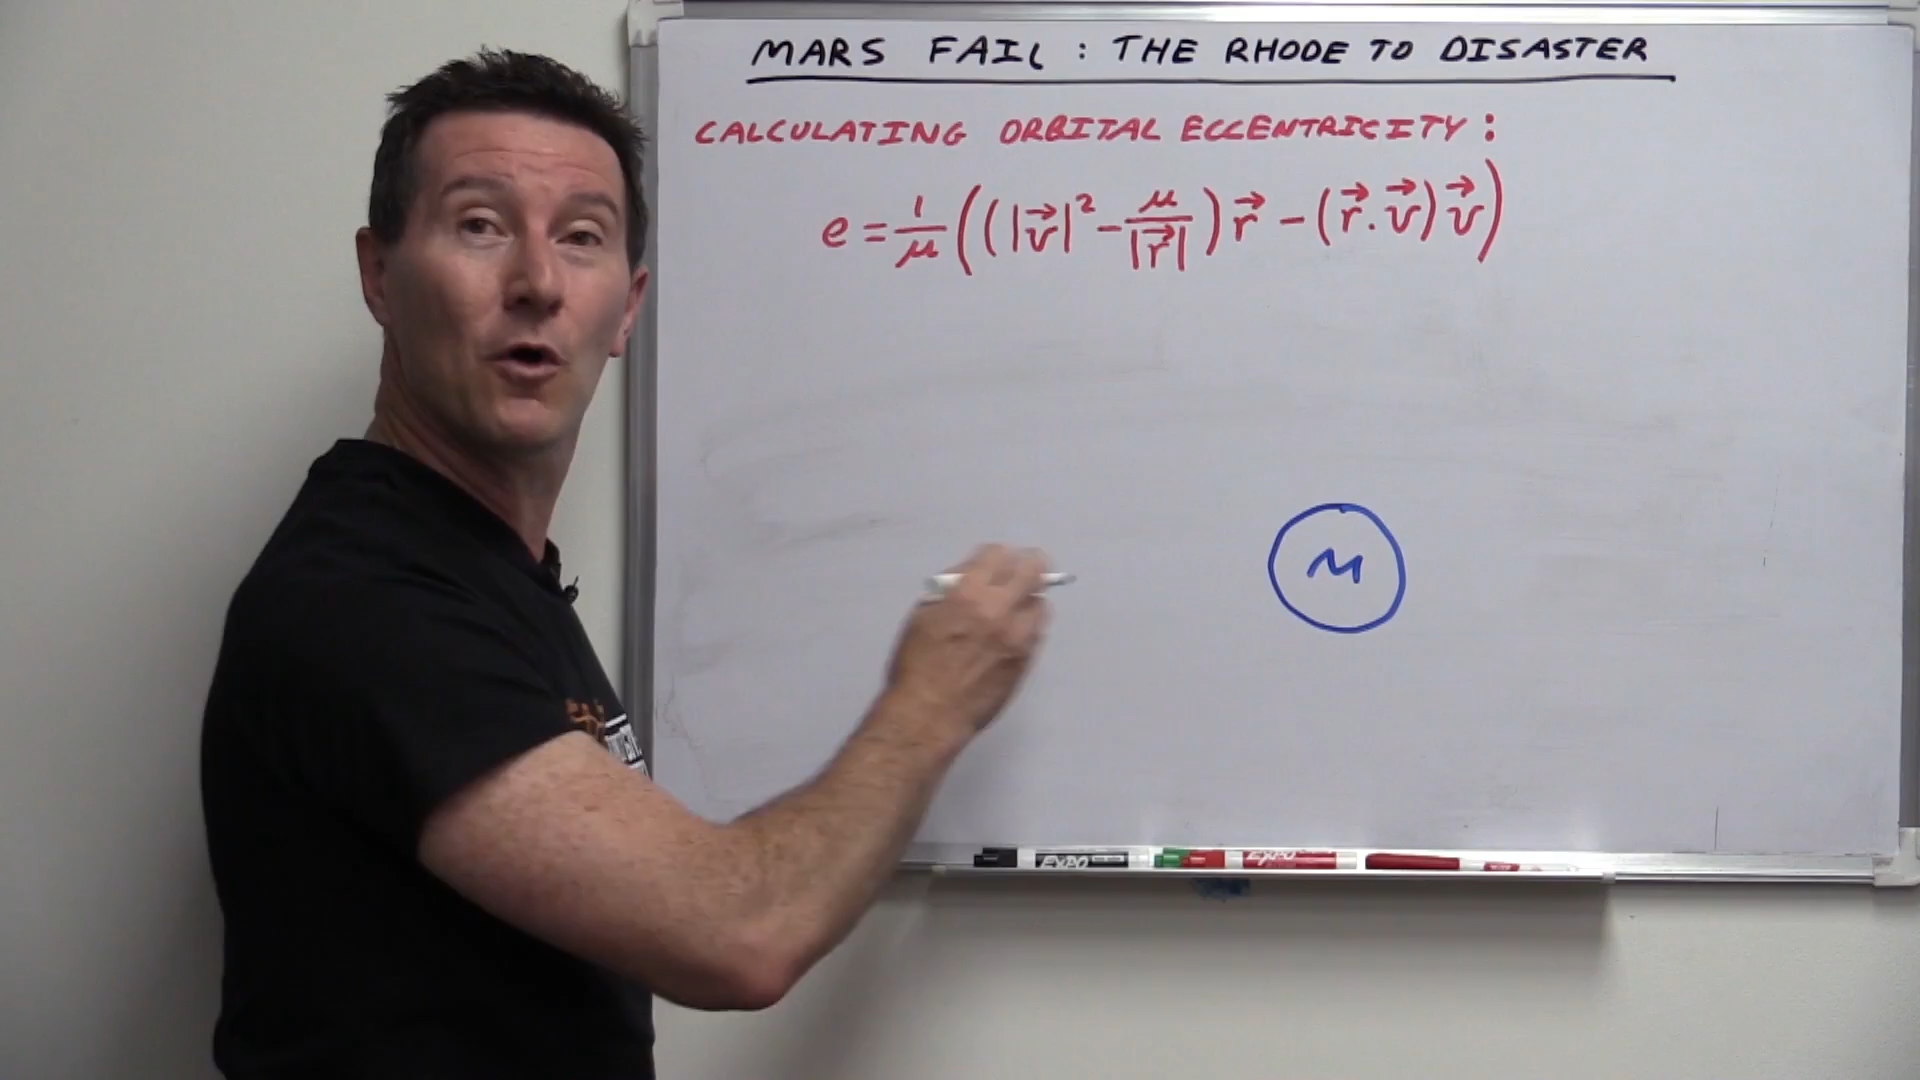 MARS FAIL : THE RHODE TO DISASTER
CALCULATING ORBITAL ECCENTRICITY :
e = 1/μ ((|v⃗|² − μ/|r⃗|) r⃗ − (r⃗ . v⃗) v⃗)
M
EXPO EXPO